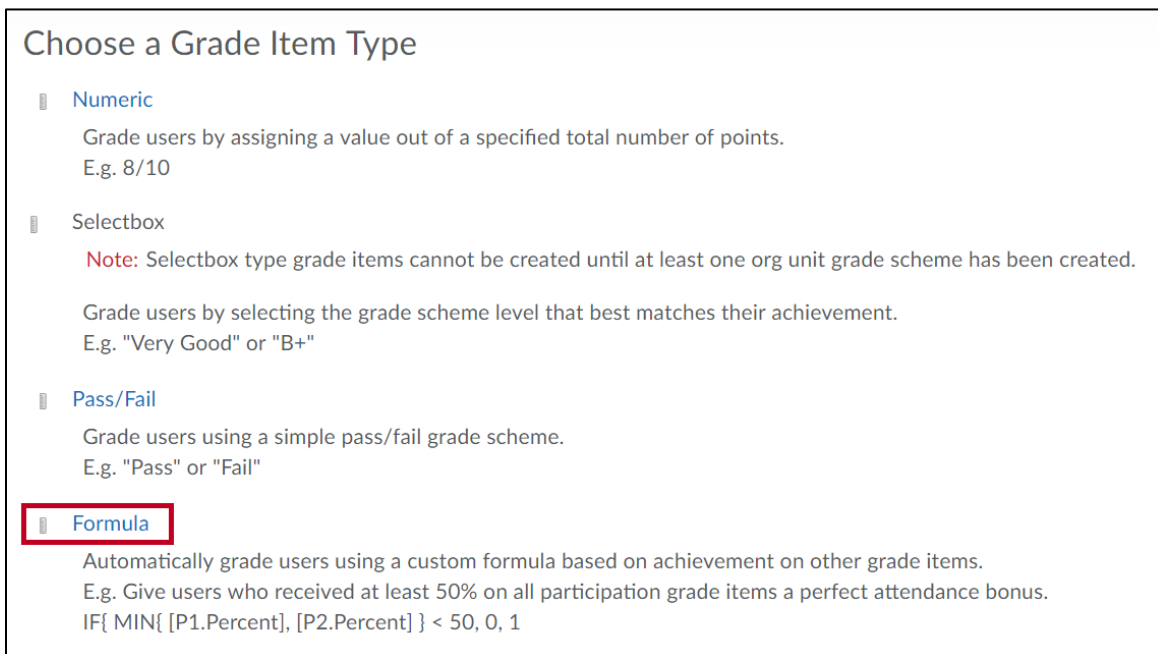 Choose a Grade Item Type
Numeric
Grade users by assigning a value out of a specified total number of points.
E.g. 8/10
Selectbox
Note: Selectbox type grade items cannot be created until at least one org unit grade scheme has been created.
Grade users by selecting the grade scheme level that best matches their achievement.
E.g. "Very Good" or "B+"
Pass/Fail
Grade users using a simple pass/fail grade scheme.
E.g. "Pass" or "Fail"
Formula
Automatically grade users using a custom formula based on achievement on other grade items.
E.g. Give users who received at least 50% on all participation grade items a perfect attendance bonus.
IF{ MIN{ [P1.Percent], [P2.Percent] } < 50, 0, 1